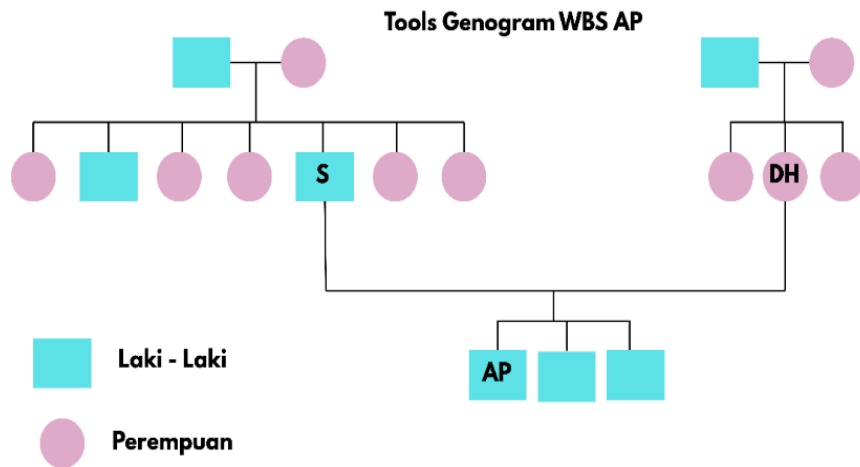 Tools Genogram WBS AP
S
DH
AP
Laki - Laki
Perempuan